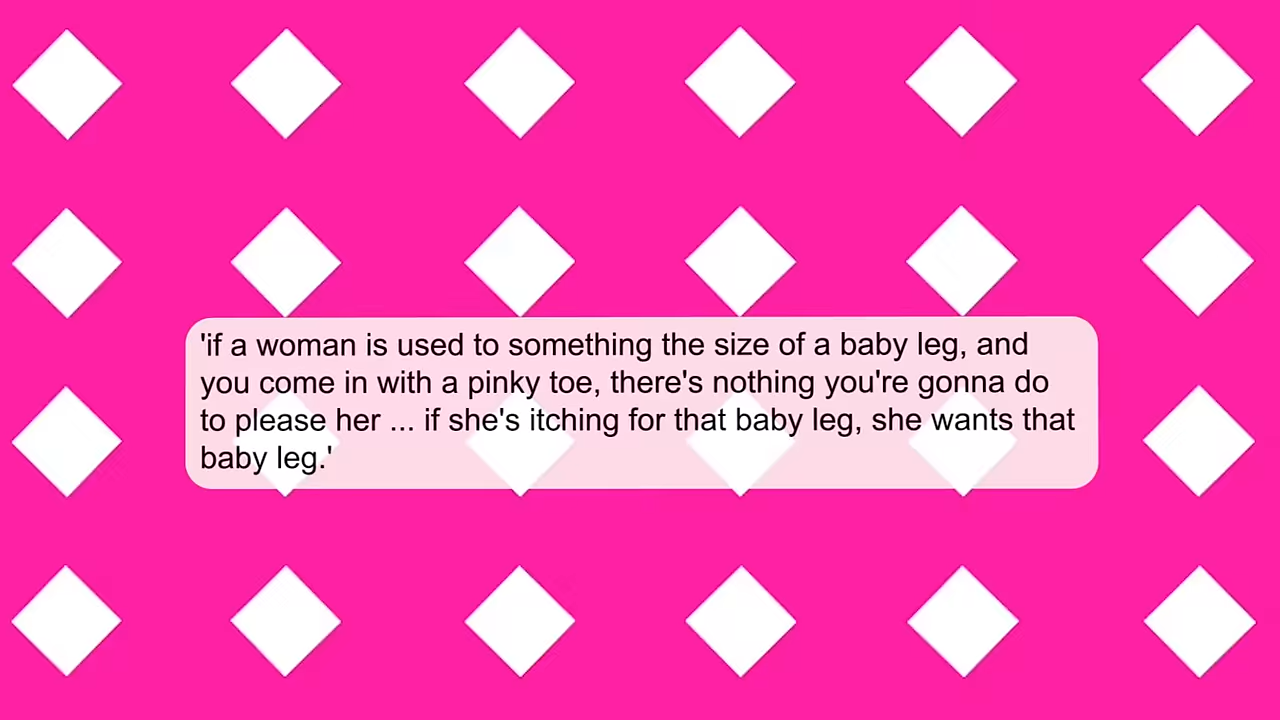 'if a woman is used to something the size of a baby leg, and
you come in with a pinky toe, there's nothing you're gonna do
to please her ... if she's itching for that baby leg, she wants that
baby leg.'